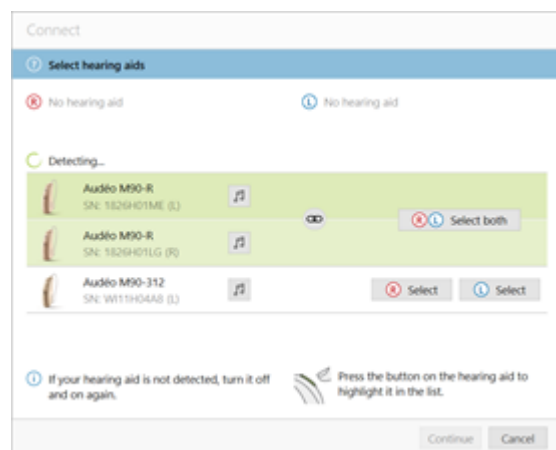 Connect
Select hearing aids
R No hearing aid
L No hearing aid
Detecting...
Audéo M90-R
SN: 1826H01ME (L)
Audéo M90-R
SN: 1826H01LG (R)
R L Select both
Audéo M90-312
SN: WI11H04A8 (L)
R Select
L Select
If your hearing aid is not detected, turn it off
and on again.
Press the button on the hearing aid to
highlight it in the list.
Continue
Cancel